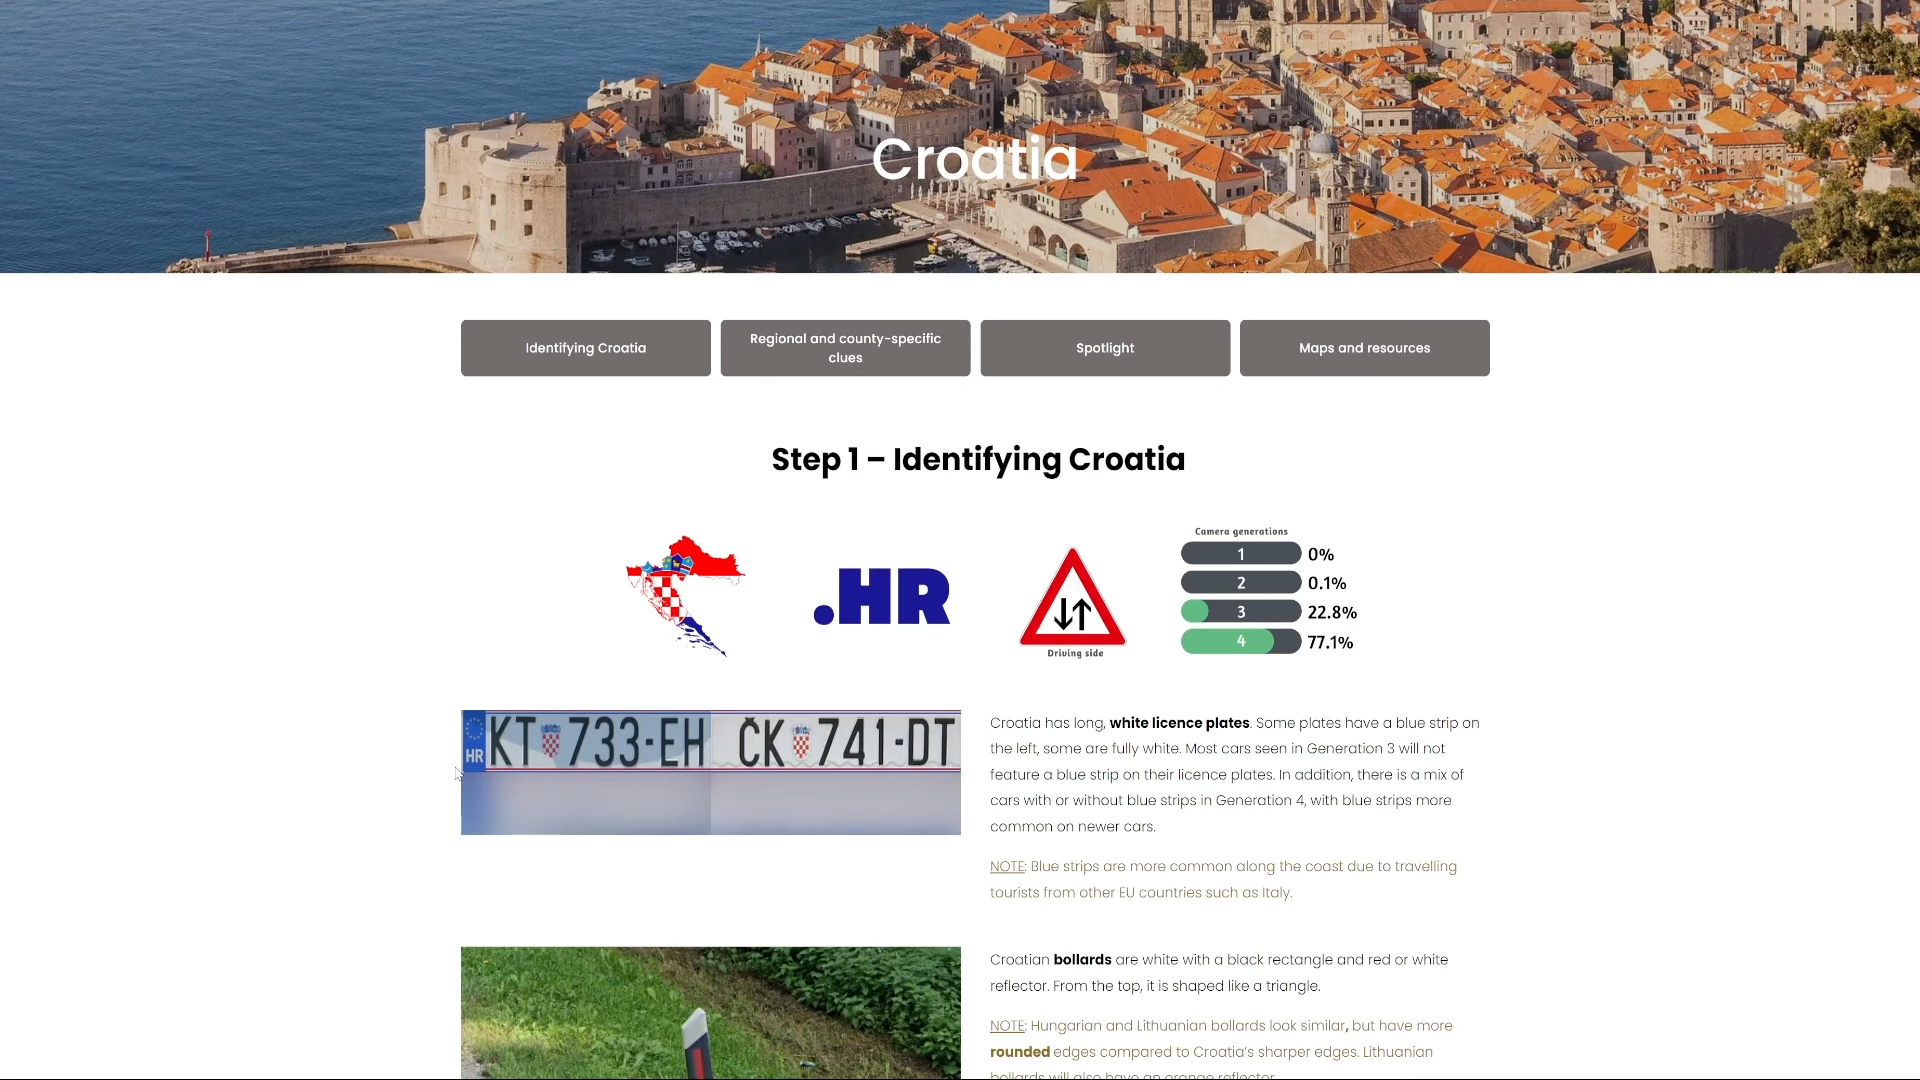 Croatia
Identifying Croatia
Regional and county-specific
clues
Spotlight
Maps and resources
Step 1 – Identifying Croatia
.HR
Driving side
Camera generations
1 0%
2 0.1%
3 22.8%
4 77.1%
HR KT 733-EH
ČK 741-DT
Croatia has long, white licence plates. Some plates have a blue strip on
the left, some are fully white. Most cars seen in Generation 3 will not
feature a blue strip on their licence plates. In addition, there is a mix of
cars with or without blue strips in Generation 4, with blue strips more
common on newer cars.
NOTE: Blue strips are more common along the coast due to travelling
tourists from other EU countries such as Italy.
Croatian bollards are white with a black rectangle and red or white
reflector. From the top, it is shaped like a triangle.
NOTE: Hungarian and Lithuanian bollards look similar, but have more
rounded edges compared to Croatia's sharper edges. Lithuanian
bollards will also have an orange reflector.